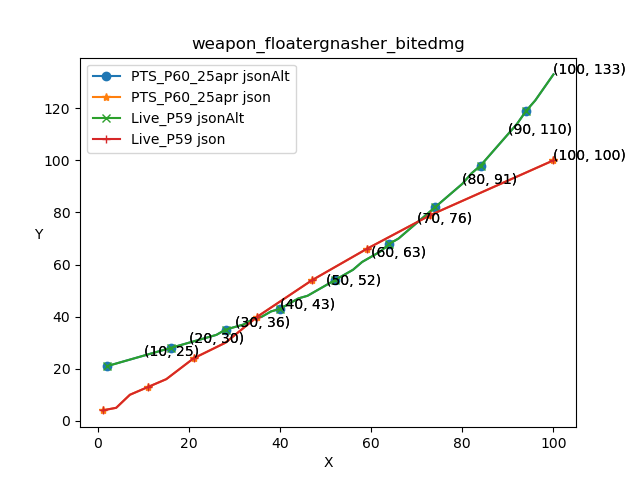 weapon_floatergnasher_bitedmg
PTS_P60_25apr jsonAlt
PTS_P60_25apr json
Live_P59 jsonAlt
Live_P59 json
(100, 133)
(90, 110)
(100, 100)
(80, 91)
(70, 76)
(60, 63)
(50, 52)
(40, 43)
(30, 36)
(20, 30)
(10, 25)
120
100
80
60
40
20
0
Y
0 20 40 60 80 100
X